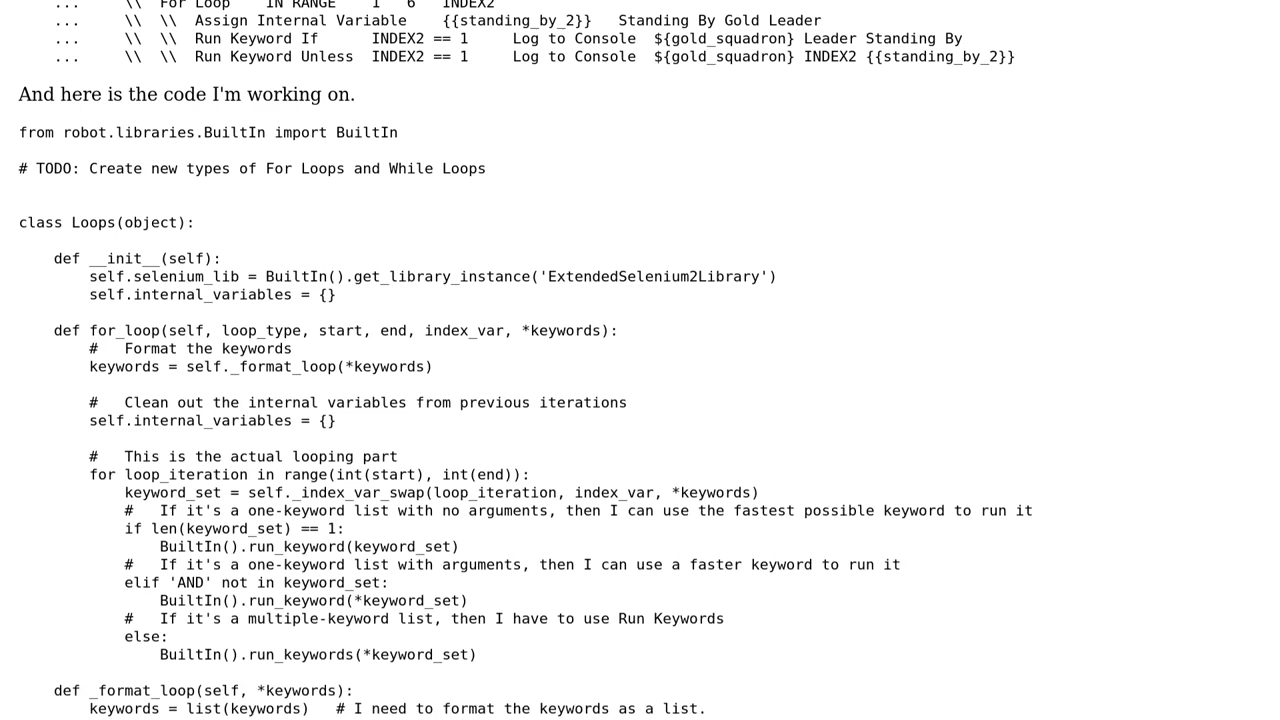 ...     \\  For Loop    IN RANGE    1   6   INDEX2
...     \\  \\  Assign Internal Variable    {{standing_by_2}}   Standing By Gold Leader
...     \\  \\  Run Keyword If      INDEX2 == 1     Log to Console  ${gold_squadron} Leader Standing By
...     \\  \\  Run Keyword Unless  INDEX2 == 1     Log to Console  ${gold_squadron} INDEX2 {{standing_by_2}}
And here is the code I'm working on.
from robot.libraries.BuiltIn import BuiltIn
# TODO: Create new types of For Loops and While Loops
class Loops(object):
    def __init__(self):
        self.selenium_lib = BuiltIn().get_library_instance('ExtendedSelenium2Library')
        self.internal_variables = {}
    def for_loop(self, loop_type, start, end, index_var, *keywords):
        #   Format the keywords
        keywords = self._format_loop(*keywords)
        #   Clean out the internal variables from previous iterations
        self.internal_variables = {}
        #   This is the actual looping part
        for loop_iteration in range(int(start), int(end)):
            keyword_set = self._index_var_swap(loop_iteration, index_var, *keywords)
            #   If it's a one-keyword list with no arguments, then I can use the fastest possible keyword to run it
            if len(keyword_set) == 1:
                BuiltIn().run_keyword(keyword_set)
            #   If it's a one-keyword list with arguments, then I can use a faster keyword to run it
            elif 'AND' not in keyword_set:
                BuiltIn().run_keyword(*keyword_set)
            #   If it's a multiple-keyword list, then I have to use Run Keywords
            else:
                BuiltIn().run_keywords(*keyword_set)
    def _format_loop(self, *keywords):
        keywords = list(keywords)   # I need to format the keywords as a list.